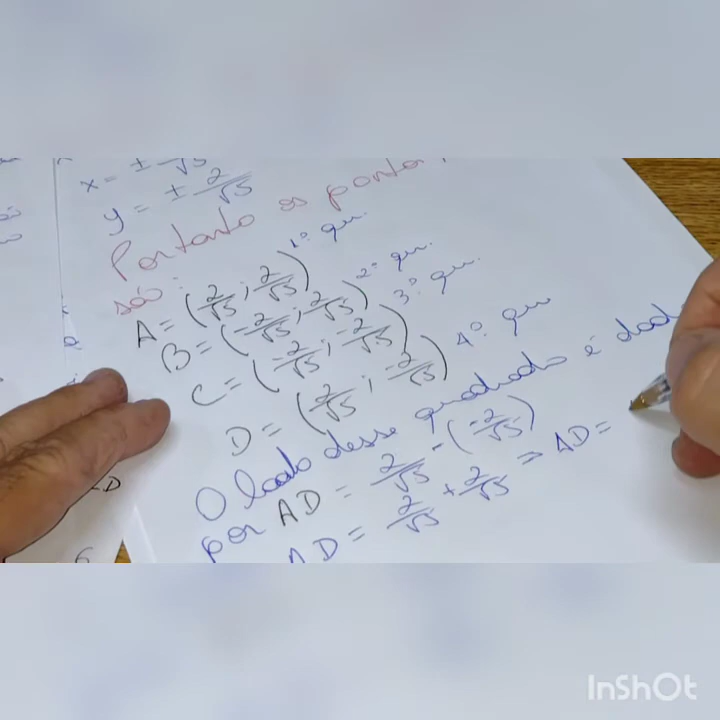 x = ± /√5
y = ± 2/√5
Portanto os pontos
são:
A = (2/√5 ; 2/√5) 1º qu.
B = (-2/√5 ; 2/√5) 2º qu.
C = (-2/√5 ; -2/√5) 3º qu.
D = (2/√5 ; -2/√5) 4º qu
O lado desse quadrado é dad
por AD = 2/√5 - (-2/√5)
AD = 2/√5 + 2/√5 ⇒ AD =
InShOt